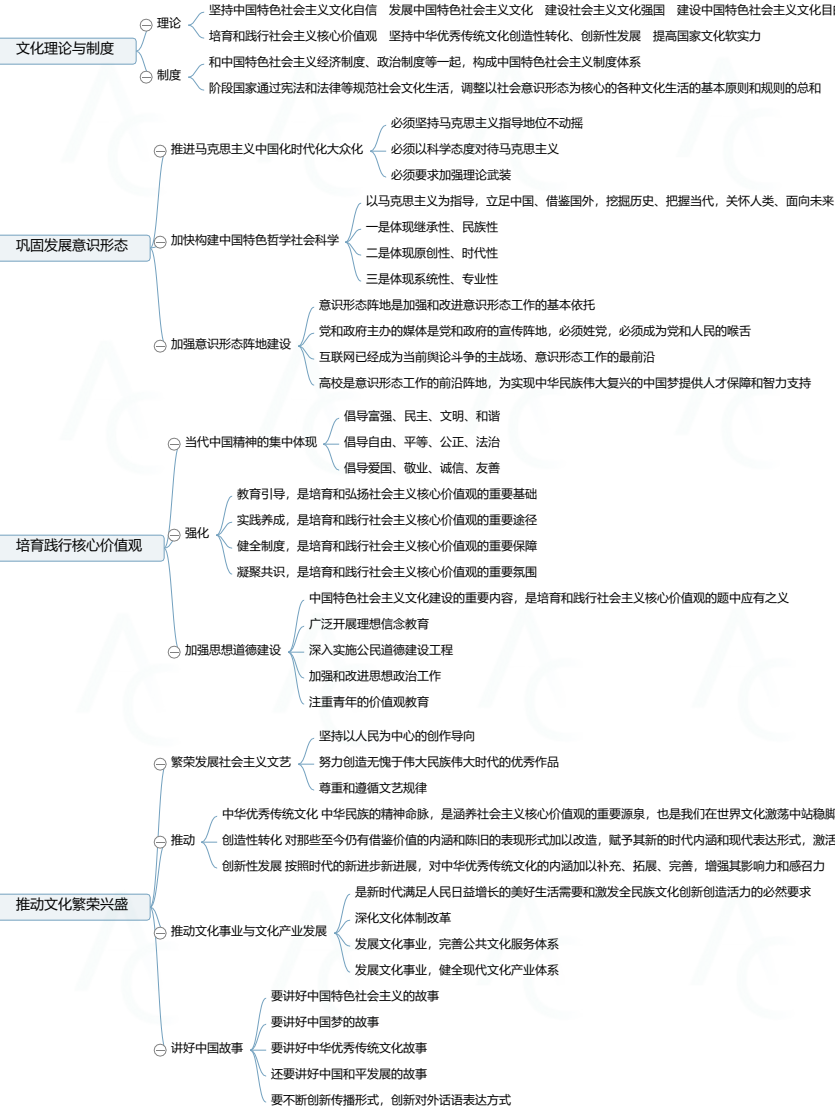 文化理论与制度
理论
坚持中国特色社会主义文化自信 发展中国特色社会主义文化 建设社会主义文化强国 建设中国特色社会主义文化目
培育和践行社会主义核心价值观 坚持中华优秀传统文化创造性转化、创新性发展 提高国家文化软实力
制度
和中国特色社会主义经济制度、政治制度等一起，构成中国特色社会主义制度体系
阶段国家通过宪法和法律等规范社会文化生活，调整以社会意识形态为核心的各种文化生活的基本原则和规则的总和
巩固发展意识形态
推进马克思主义中国化时代化大众化
必须坚持马克思主义指导地位不动摇
必须以科学态度对待马克思主义
必须要求加强理论武装
加快构建中国特色哲学社会科学
以马克思主义为指导，立足中国、借鉴国外，挖掘历史、把握当代，关怀人类、面向未来
一是体现继承性、民族性
二是体现原创性、时代性
三是体现系统性、专业性
加强意识形态阵地建设
意识形态阵地是加强和改进意识形态工作的基本依托
党和政府主办的媒体是党和政府的宣传阵地，必须姓党，必须成为党和人民的喉舌
互联网已经成为当前舆论斗争的主战场、意识形态工作的最前沿
高校是意识形态工作的前沿阵地，为实现中华民族伟大复兴的中国梦提供人才保障和智力支持
培育践行核心价值观
当代中国精神的集中体现
倡导富强、民主、文明、和谐
倡导自由、平等、公正、法治
倡导爱国、敬业、诚信、友善
强化
教育引导，是培育和弘扬社会主义核心价值观的重要基础
实践养成，是培育和践行社会主义核心价值观的重要途径
健全制度，是培育和践行社会主义核心价值观的重要保障
凝聚共识，是培育和践行社会主义核心价值观的重要氛围
加强思想道德建设
中国特色社会主义文化建设的重要内容，是培育和践行社会主义核心价值观的题中应有之义
广泛开展理想信念教育
深入实施公民道德建设工程
加强和改进思想政治工作
注重青年的价值观教育
推动文化繁荣兴盛
繁荣发展社会主义文艺
坚持以人民为中心的创作导向
努力创造无愧于伟大民族伟大时代的优秀作品
尊重和遵循文艺规律
推动
中华优秀传统文化 中华民族的精神命脉，是涵养社会主义核心价值观的重要源泉，也是我们在世界文化激荡中站稳脚
创造性转化 对那些至今仍有借鉴价值的内涵和陈旧的表现形式加以改造，赋予其新的时代内涵和现代表达形式，激活
创新性发展 按照时代的新进步新进展，对中华优秀传统文化的内涵加以补充、拓展、完善，增强其影响力和感召力
推动文化事业与文化产业发展
是新时代满足人民日益增长的美好生活需要和激发全民族文化创新创造活力的必然要求
深化文化体制改革
发展文化事业，完善公共文化服务体系
发展文化事业，健全现代文化产业体系
讲好中国故事
要讲好中国特色社会主义的故事
要讲好中国梦的故事
要讲好中华优秀传统文化故事
还要讲好中国和平发展的故事
要不断创新传播形式，创新对外话语表达方式